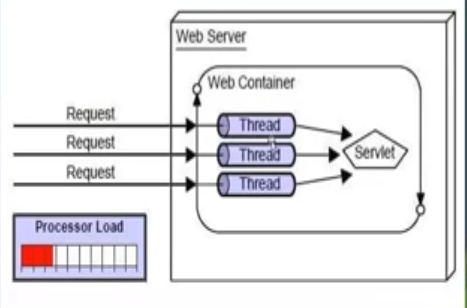 Web Server
Web Container
Request
Thread
Request
Thread
Servlet
Request
Thread
Processor Load